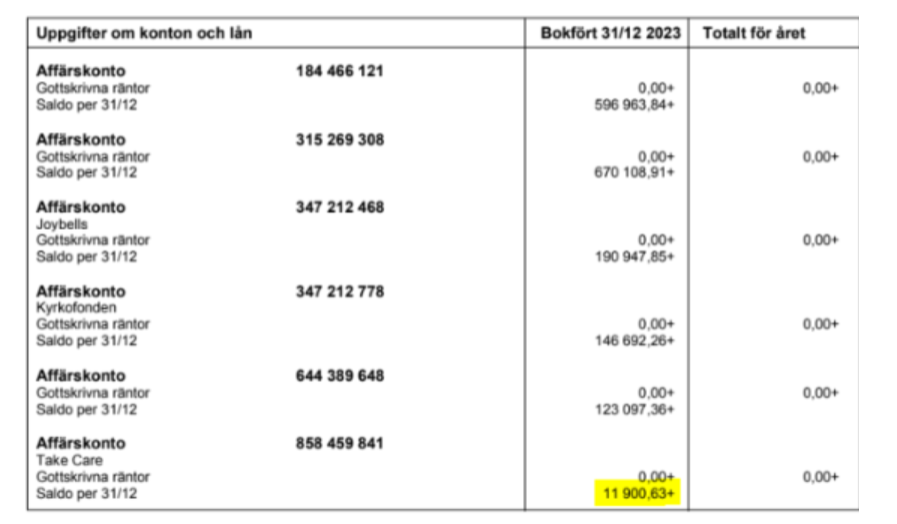 Uppgifter om konton och lån Bokfört 31/12 2023 Totalt för året
Affärskonto 184 466 121
Gottskrivna räntor 0,00+ 0,00+
Saldo per 31/12 596 963,84+
Affärskonto 315 269 308
Gottskrivna räntor 0,00+ 0,00+
Saldo per 31/12 670 108,91+
Affärskonto 347 212 468
Joybells
Gottskrivna räntor 0,00+ 0,00+
Saldo per 31/12 190 947,85+
Affärskonto 347 212 778
Kyrkofonden
Gottskrivna räntor 0,00+ 0,00+
Saldo per 31/12 146 692,26+
Affärskonto 644 389 648
Gottskrivna räntor 0,00+ 0,00+
Saldo per 31/12 123 097,36+
Affärskonto 858 459 841
Take Care
Gottskrivna räntor 0,00+ 0,00+
Saldo per 31/12 11 900,63+